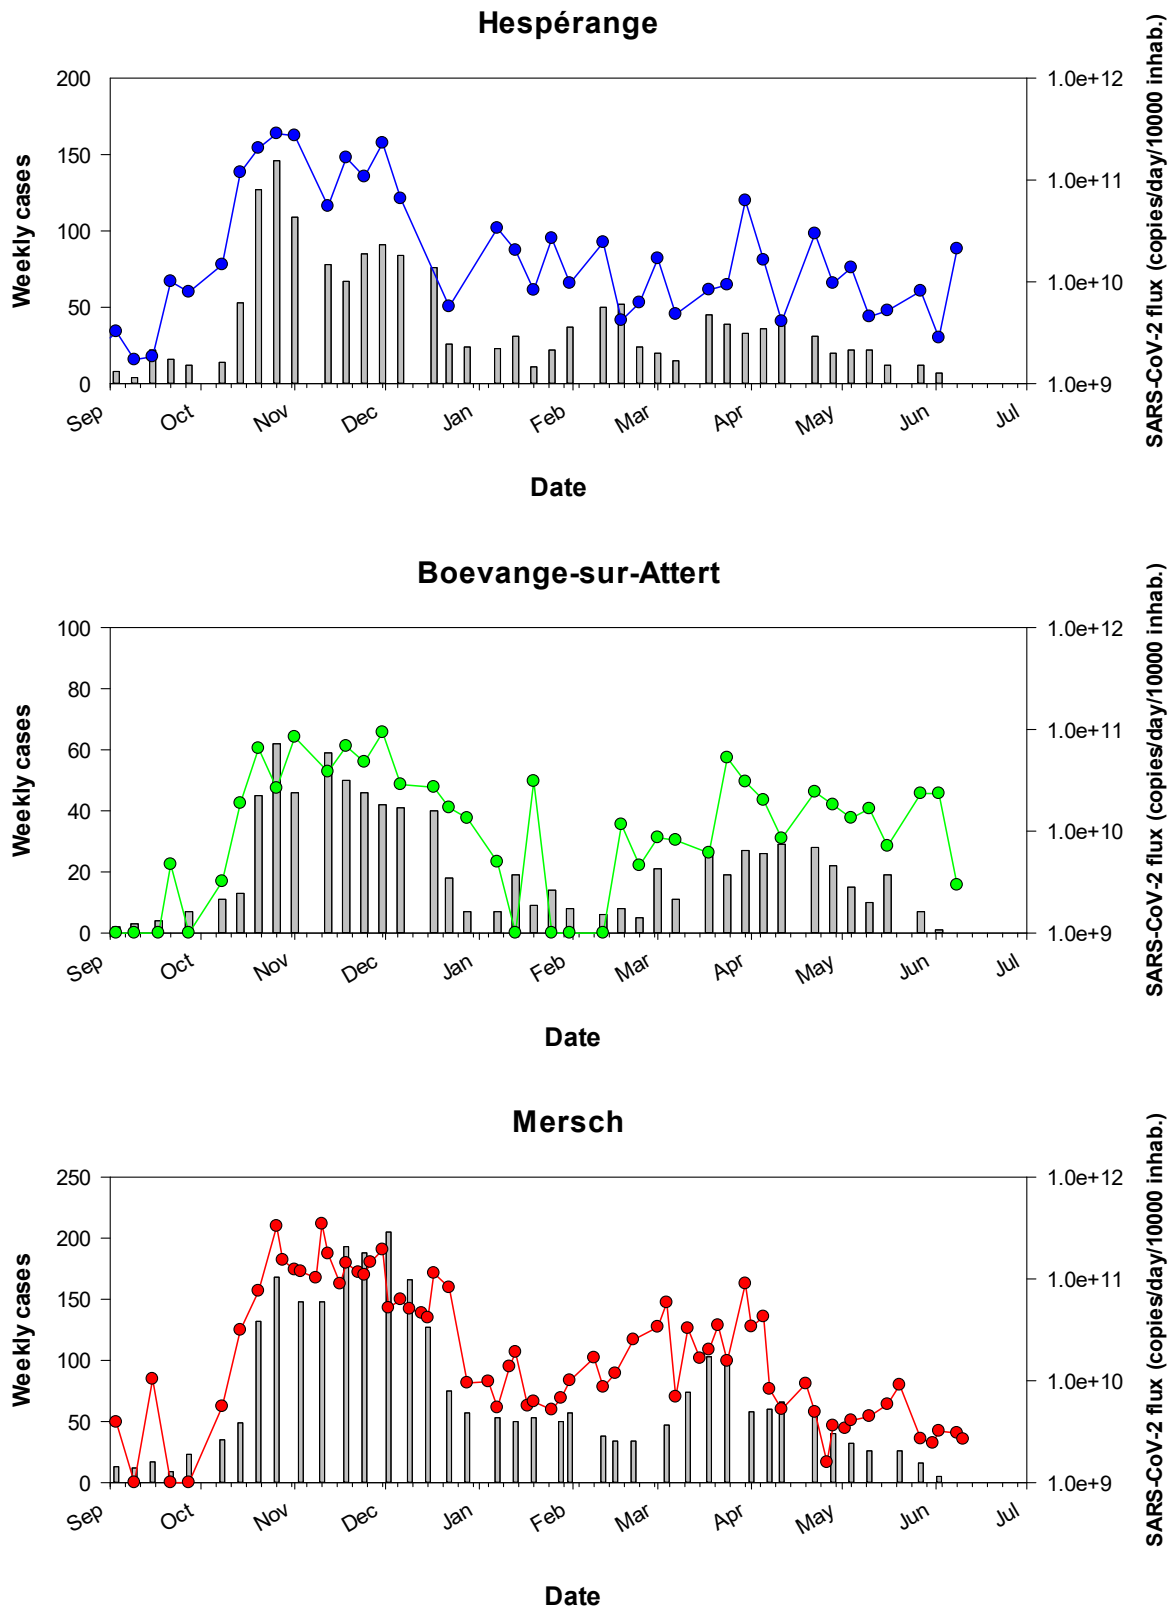 Hespérange
200
150
100
50
0
Weekly cases
1.0e+12
1.0e+11
1.0e+10
1.0e+9
SARS-CoV-2 flux (copies/day/10000 inhab.)
Sep Oct Nov Dec Jan Feb Mar Apr May Jun Jul
Date
Boevange-sur-Attert
100
80
60
40
20
0
Weekly cases
1.0e+12
1.0e+11
1.0e+10
1.0e+9
SARS-CoV-2 flux (copies/day/10000 inhab.)
Sep Oct Nov Dec Jan Feb Mar Apr May Jun Jul
Date
Mersch
250
200
150
100
50
0
Weekly cases
1.0e+12
1.0e+11
1.0e+10
1.0e+9
SARS-CoV-2 flux (copies/day/10000 inhab.)
Sep Oct Nov Dec Jan Feb Mar Apr May Jun Jul
Date